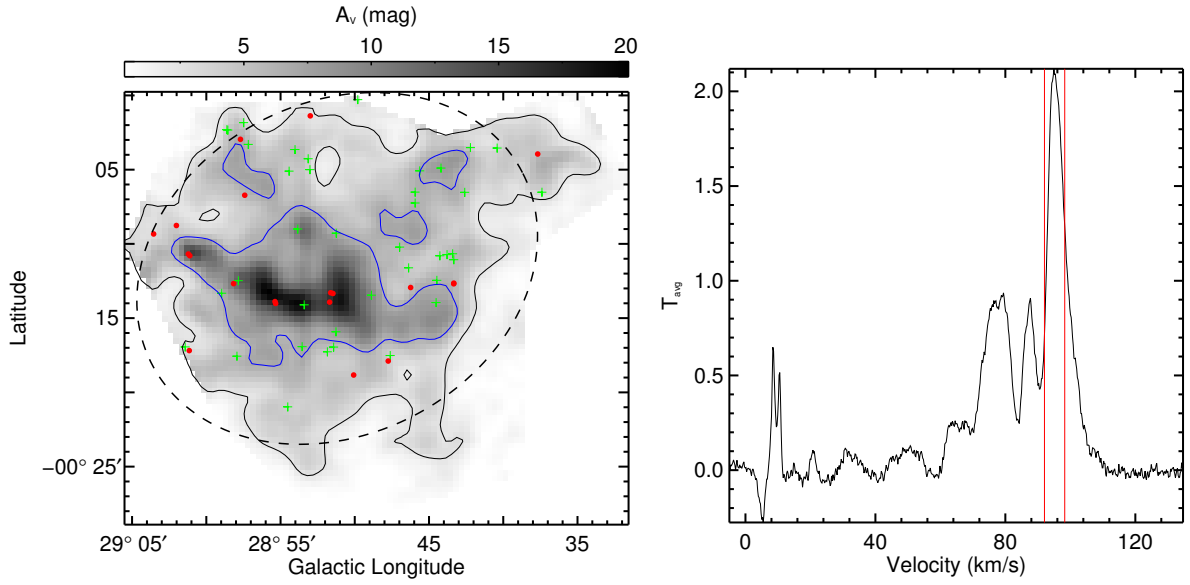 A_v (mag)
5 10 15 20
Latitude
05
15
−00° 25′
29° 05′ 28° 55′ 45 35
Galactic Longitude
T_avg
2.0
1.5
1.0
0.5
0.0
0 40 80 120
Velocity (km/s)